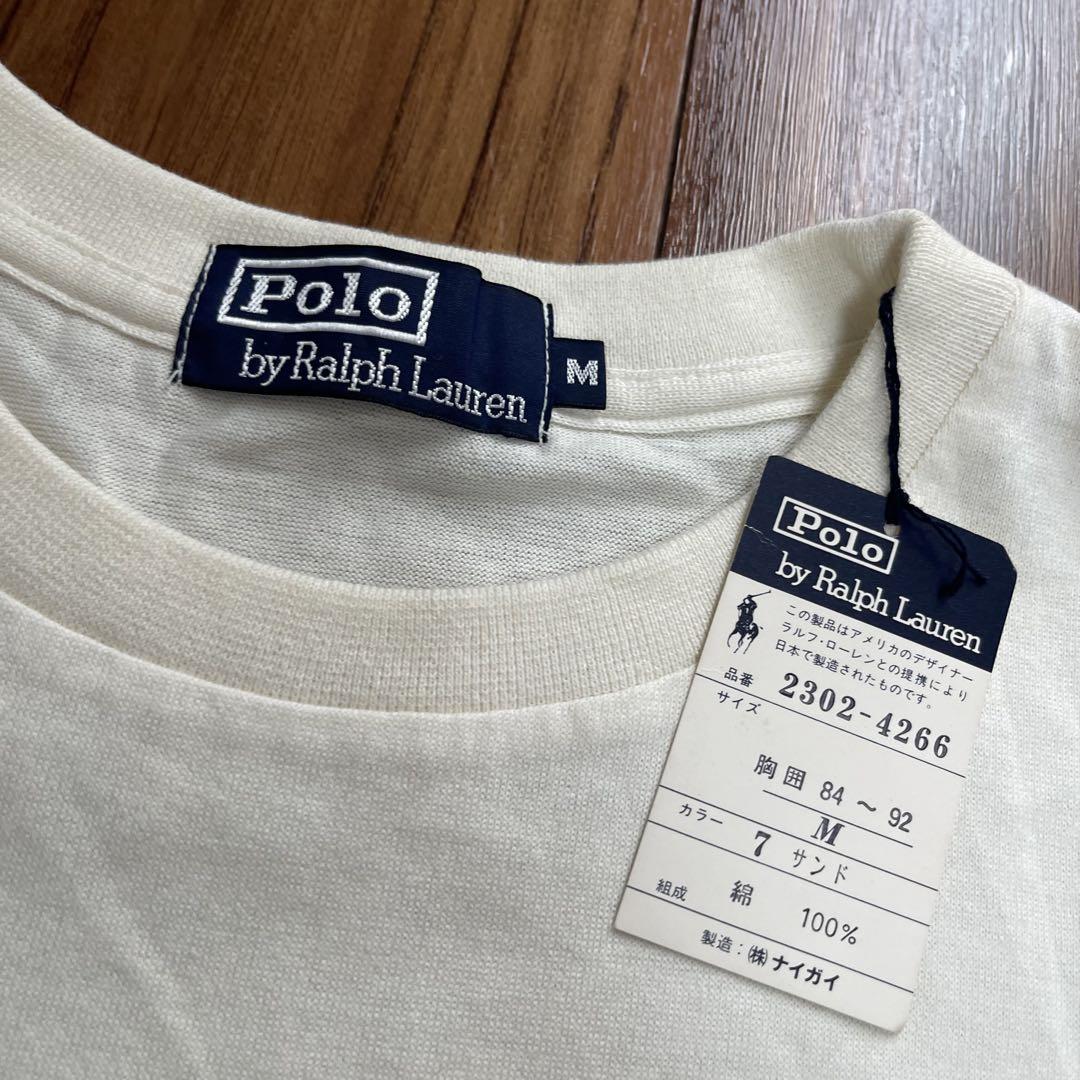 Polo
by Ralph Lauren
M
Polo
by Ralph Lauren
この製品はアメリカのデザイナー
ラルフ・ローレンとの提携により
日本で製造されたものです。
品番 2302-4266
サイズ
胸囲 84 〜 92
M
カラー 7 サンド
組成 綿 100%
製造：㈱ナイガイ